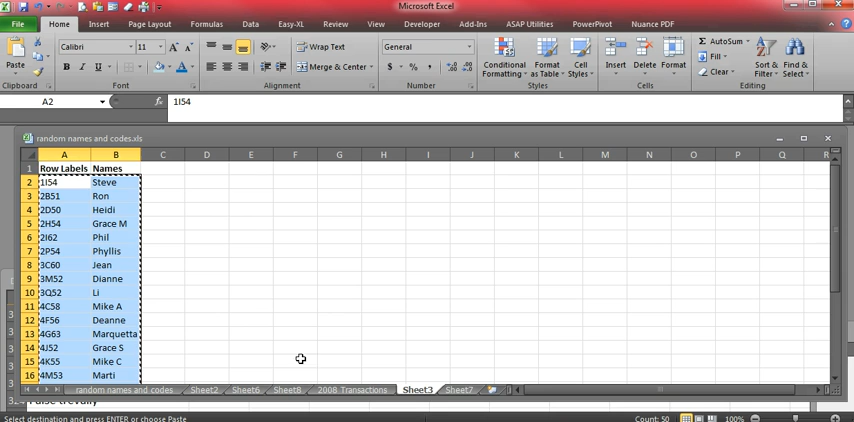 Microsoft Excel
File Home Insert Page Layout Formulas Data Easy-XL Review View Developer Add-Ins ASAP Utilities PowerPivot Nuance PDF
Calibri 11 Wrap Text General AutoSum
Paste B I U Merge & Center $ % , Conditional Formatting Format as Table Cell Styles Insert Delete Format Fill Clear Sort & Filter Find & Select
Clipboard Font Alignment Number Styles Cells Editing
A2 fx 1I54
random names and codes.xls
A B C D E F G H I J K L M N O P Q R
1 Row Labels Names
2 1I54 Steve
3 2B51 Ron
4 2D50 Heidi
5 2H54 Grace M
6 2I62 Phil
7 2P54 Phyllis
8 3C60 Jean
9 3M52 Dianne
10 3Q52 Li
11 4C58 Mike A
12 4F56 Deanne
13 4G63 Marquetta
14 4J52 Grace S
15 4K55 Mike C
16 4M53 Marti
random names and codes Sheet2 Sheet6 Sheet8 2008 Transactions Sheet3 Sheet7
Select destination and press ENTER or choose Paste Count: 50 100%